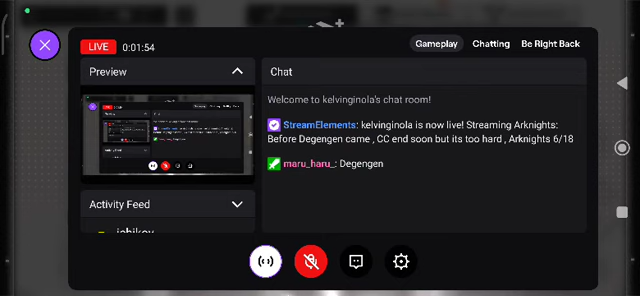 LIVE 0:01:54 Gameplay Chatting Be Right Back
Preview
Chat
Welcome to kelvinginola's chat room!
StreamElements: kelvinginola is now live! Streaming Arknights:
Before Degengen came , CC end soon but its too hard , Arknights 6/18
maru_haru_: Degengen
Activity Feed